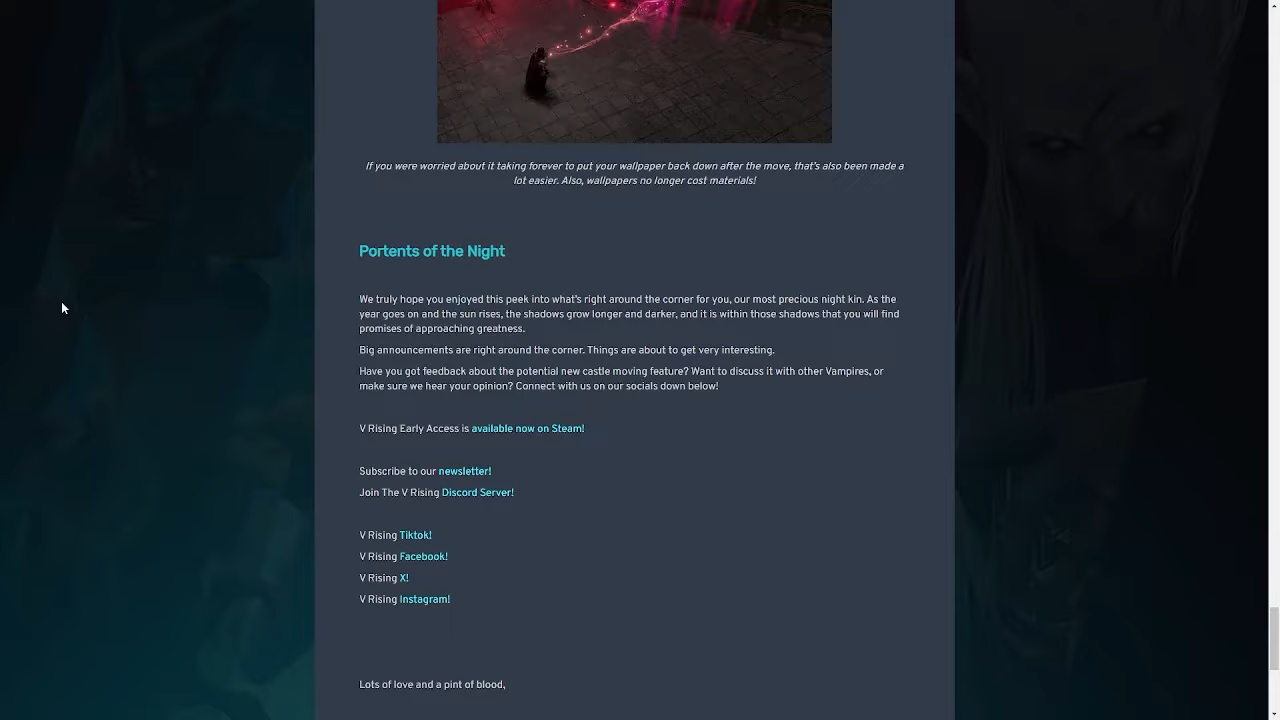 If you were worried about it taking forever to put your wallpaper back down after the move, that's also been made a
lot easier. Also, wallpapers no longer cost materials!
Portents of the Night
We truly hope you enjoyed this peek into what's right around the corner for you, our most precious night kin. As the
year goes on and the sun rises, the shadows grow longer and darker, and it is within those shadows that you will find
promises of approaching greatness.
Big announcements are right around the corner. Things are about to get very interesting.
Have you got feedback about the potential new castle moving feature? Want to discuss it with other Vampires, or
make sure we hear your opinion? Connect with us on our socials down below!
V Rising Early Access is available now on Steam!
Subscribe to our newsletter!
Join The V Rising Discord Server!
V Rising Tiktok!
V Rising Facebook!
V Rising X!
V Rising Instagram!
Lots of love and a pint of blood,